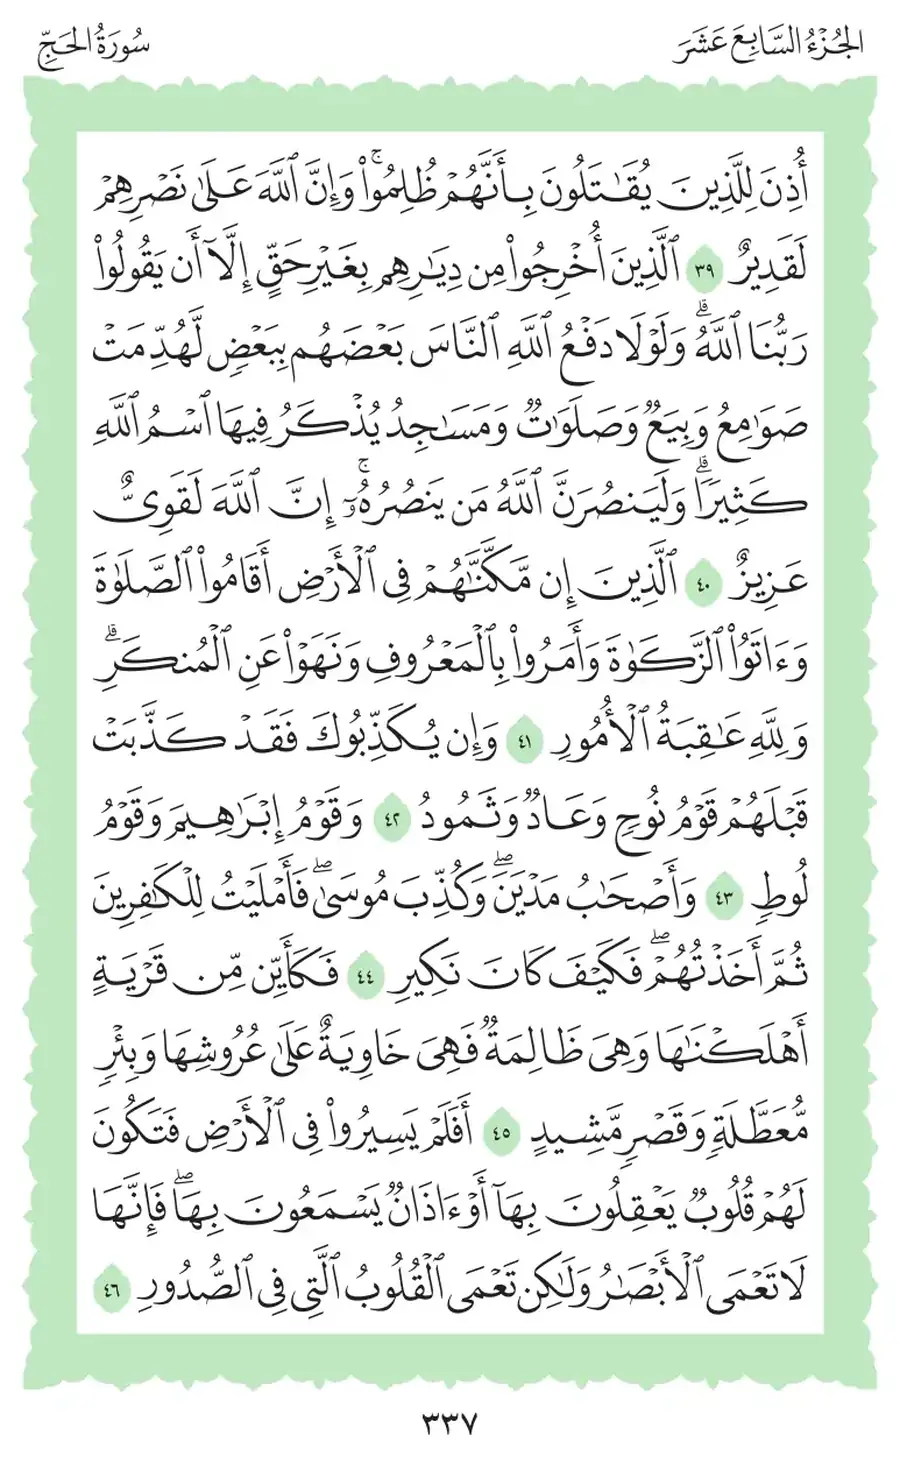 الجُزْءُ السَّابِعَ عَشَرَ
سُورَةُ الحَجِّ
أُذِنَ لِلَّذِينَ يُقَٰتَلُونَ بِأَنَّهُمۡ ظُلِمُواْۚ وَإِنَّ ٱللَّهَ عَلَىٰ نَصۡرِهِمۡ
لَقَدِيرٌ ٣٩ ٱلَّذِينَ أُخۡرِجُواْ مِن دِيَٰرِهِم بِغَيۡرِ حَقٍّ إِلَّآ أَن يَقُولُواْ
رَبُّنَا ٱللَّهُۗ وَلَوۡلَا دَفۡعُ ٱللَّهِ ٱلنَّاسَ بَعۡضَهُم بِبَعۡضٖ لَّهُدِّمَتۡ
صَوَٰمِعُ وَبِيَعٞ وَصَلَوَٰتٞ وَمَسَٰجِدُ يُذۡكَرُ فِيهَا ٱسۡمُ ٱللَّهِ
كَثِيرٗاۗ وَلَيَنصُرَنَّ ٱللَّهُ مَن يَنصُرُهُۥٓۚ إِنَّ ٱللَّهَ لَقَوِيٌّ
عَزِيزٌ ٤٠ ٱلَّذِينَ إِن مَّكَّنَّٰهُمۡ فِي ٱلۡأَرۡضِ أَقَامُواْ ٱلصَّلَوٰةَ
وَءَاتَوُاْ ٱلزَّكَوٰةَ وَأَمَرُواْ بِٱلۡمَعۡرُوفِ وَنَهَوۡاْ عَنِ ٱلۡمُنكَرِۗ
وَلِلَّهِ عَٰقِبَةُ ٱلۡأُمُورِ ٤١ وَإِن يُكَذِّبُوكَ فَقَدۡ كَذَّبَتۡ
قَبۡلَهُمۡ قَوۡمُ نُوحٖ وَعَادٞ وَثَمُودُ ٤٢ وَقَوۡمُ إِبۡرَٰهِيمَ وَقَوۡمُ
لُوطٖ ٤٣ وَأَصۡحَٰبُ مَدۡيَنَۖ وَكُذِّبَ مُوسَىٰۖ فَأَمۡلَيۡتُ لِلۡكَٰفِرِينَ
ثُمَّ أَخَذۡتُهُمۡۖ فَكَيۡفَ كَانَ نَكِيرِ ٤٤ فَكَأَيِّن مِّن قَرۡيَةٍ
أَهۡلَكۡنَٰهَا وَهِيَ ظَالِمَةٞ فَهِيَ خَاوِيَةٌ عَلَىٰ عُرُوشِهَا وَبِئۡرٖ
مُّعَطَّلَةٖ وَقَصۡرٖ مَّشِيدٍ ٤٥ أَفَلَمۡ يَسِيرُواْ فِي ٱلۡأَرۡضِ فَتَكُونَ
لَهُمۡ قُلُوبٞ يَعۡقِلُونَ بِهَآ أَوۡ ءَاذَانٞ يَسۡمَعُونَ بِهَاۖ فَإِنَّهَا
لَا تَعۡمَى ٱلۡأَبۡصَٰرُ وَلَٰكِن تَعۡمَى ٱلۡقُلُوبُ ٱلَّتِي فِي ٱلصُّدُورِ ٤٦
٣٣٧